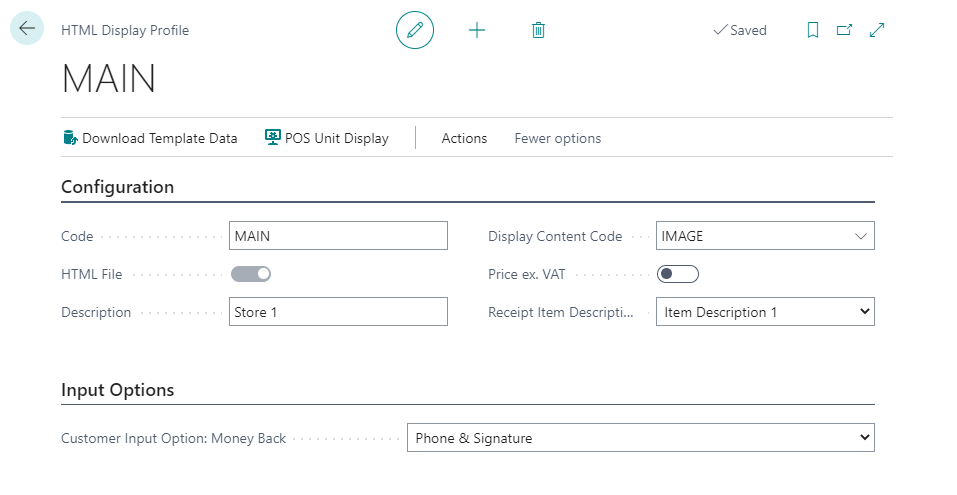 HTML Display Profile
Saved
MAIN
Download Template Data POS Unit Display Actions Fewer options
Configuration
Code MAIN Display Content Code IMAGE
HTML File Price ex. VAT
Description Store 1 Receipt Item Descripti... Item Description 1
Input Options
Customer Input Option: Money Back Phone & Signature